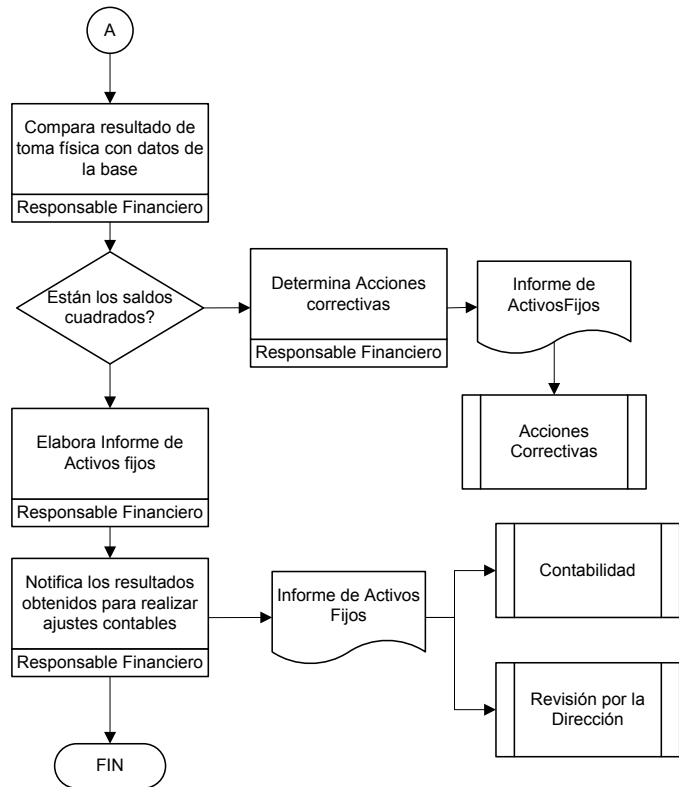 A
Compara resultado de
toma física con datos de
la base
Responsable Financiero
Están los saldos
cuadrados?
Determina Acciones
correctivas
Responsable Financiero
Informe de
ActivosFijos
Acciones
Correctivas
Elabora Informe de
Activos fijos
Responsable Financiero
Notifica los resultados
obtenidos para realizar
ajustes contables
Responsable Financiero
Informe de Activos
Fijos
Contabilidad
Revisión por la
Dirección
FIN